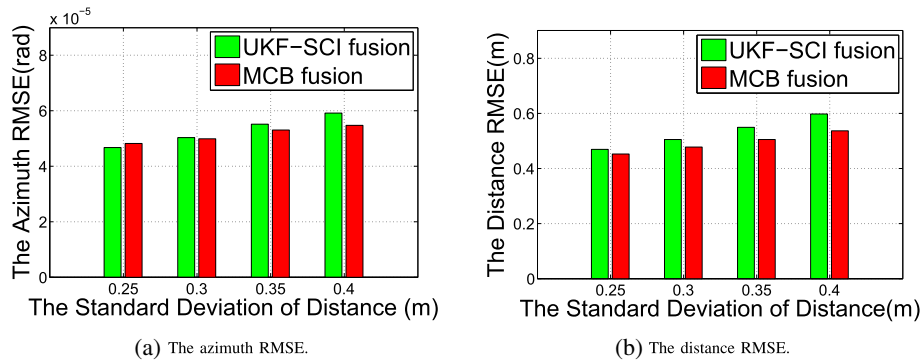 × 10−5
The Azimuth RMSE(rad)
8
6
4
2
0
UKF−SCI fusion
MCB fusion
0.25 0.3 0.35 0.4
The Standard Deviation of Distance (m)
(a) The azimuth RMSE.
The Distance RMSE(m)
0.8
0.6
0.4
0.2
0
UKF−SCI fusion
MCB fusion
0.25 0.3 0.35 0.4
The Standard Deviation of Distance(m)
(b) The distance RMSE.